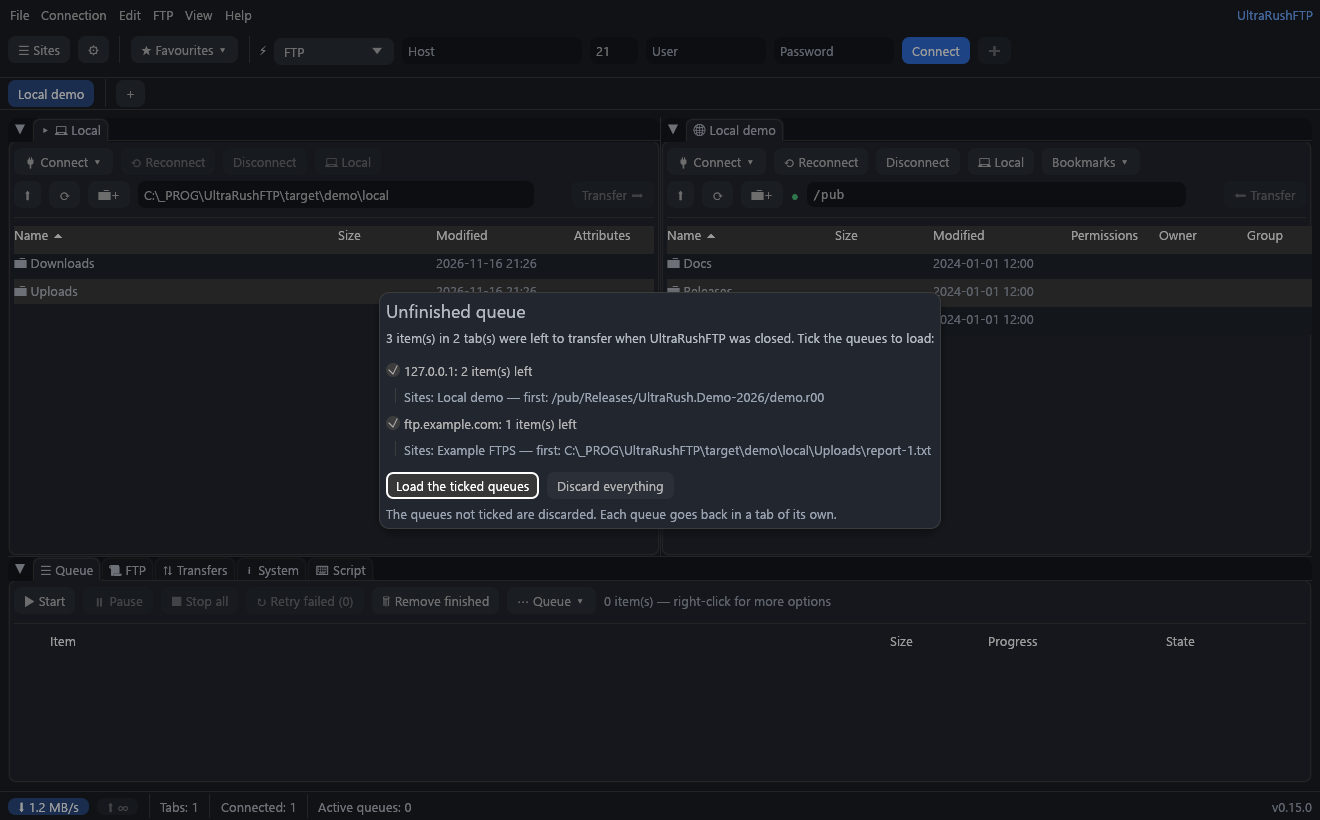 File Connection Edit FTP View Help UltraRushFTP
Sites Favourites FTP Host 21 User Password Connect +
Local demo +
Local Local demo
Connect Reconnect Disconnect Local Connect Reconnect Disconnect Local Bookmarks
C:\_PROG\UltraRushFTP\target\demo\local Transfer /pub Transfer
Name Size Modified Attributes Name Size Modified Permissions Owner Group
Downloads 2026-11-16 21:26 Docs 2024-01-01 12:00
Uploads 2026-11-16 21:26 Releases 2024-01-01 12:00
2024-01-01 12:00
Unfinished queue
3 item(s) in 2 tab(s) were left to transfer when UltraRushFTP was closed. Tick the queues to load:
127.0.0.1: 2 item(s) left
Sites: Local demo — first: /pub/Releases/UltraRush.Demo-2026/demo.r00
ftp.example.com: 1 item(s) left
Sites: Example FTPS — first: C:\_PROG\UltraRushFTP\target\demo\local\Uploads\report-1.txt
Load the ticked queues Discard everything
The queues not ticked are discarded. Each queue goes back in a tab of its own.
Queue FTP Transfers System Script
Start Pause Stop all Retry failed (0) Remove finished ··· Queue 0 item(s) — right-click for more options
Item Size Progress State
1.2 MB/s ∞ Tabs: 1 Connected: 1 Active queues: 0 v0.15.0